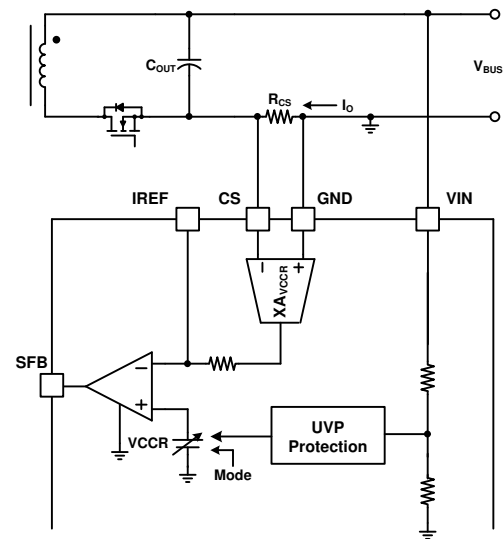 COUT
VBUS
RCS
IO
IREF
CS
GND
VIN
−
+
XAVCCR
SFB
−
+
VCCR
Mode
UVP
Protection